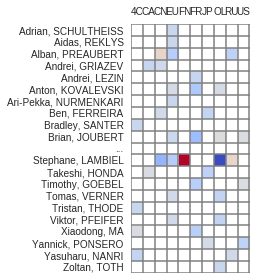 4CCACNEUFNFRJP OLRUUS
Adrian, SCHULTHEISS
Aidas, REKLYS
Alban, PREAUBERT
Andrei, GRIAZEV
Andrei, LEZIN
Anton, KOVALEVSKI
Ari-Pekka, NURMENKARI
Ben, FERREIRA
Bradley, SANTER
Brian, JOUBERT
...
Stephane, LAMBIEL
Takeshi, HONDA
Timothy, GOEBEL
Tomas, VERNER
Tristan, THODE
Viktor, PFEIFER
Xiaodong, MA
Yannick, PONSERO
Yasuharu, NANRI
Zoltan, TOTH